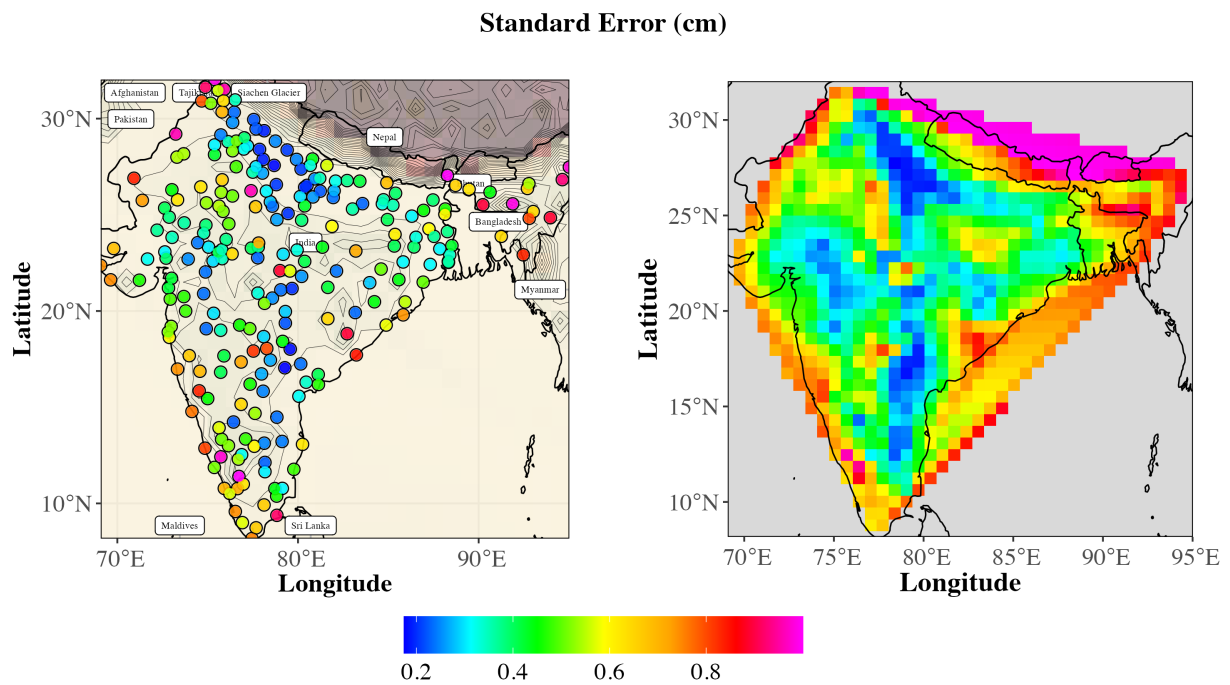 Standard Error (cm)
Afghanistan
Siachen Glacier
Pakistan
Nepal
Bangladesh
India
Myanmar
Maldives
Sri Lanka
30°N
20°N
10°N
Latitude
70°E 80°E 90°E
Longitude
30°N
25°N
20°N
15°N
10°N
Latitude
70°E 75°E 80°E 85°E 90°E 95°E
Longitude
0.2 0.4 0.6 0.8